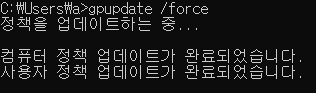 C:₩Users₩a>gpupdate /force
정책을 업데이트하는 중...
컴퓨터 정책 업데이트가 완료되었습니다.
사용자 정책 업데이트가 완료되었습니다.